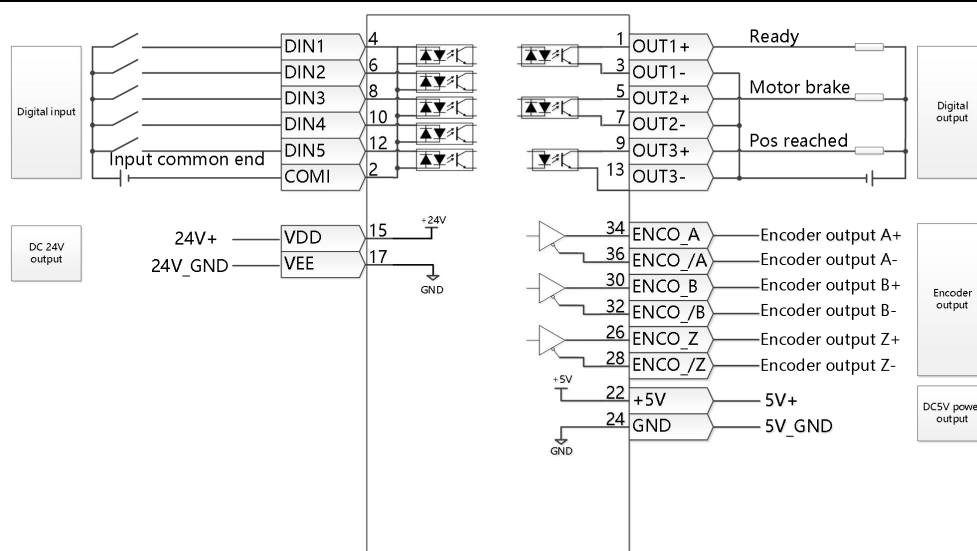 Digital input
DIN1
4
DIN2
6
DIN3
8
DIN4
10
DIN5
12
Input common end
COMI
2
DC 24V
output
24V+
VDD
15
+24V
24V_GND
VEE
17
GND
1
OUT1+
Ready
3
OUT1-
5
OUT2+
Motor brake
7
OUT2-
9
OUT3+
Pos reached
13
OUT3-
Digital
output
34
ENCO_A
Encoder output A+
36
ENCO_/A
Encoder output A-
30
ENCO_B
Encoder output B+
32
ENCO_/B
Encoder output B-
26
ENCO_Z
Encoder output Z+
28
ENCO_/Z
Encoder output Z-
Encoder
output
+5V
22
+5V
5V+
24
GND
5V_GND
GND
DC5V powe
output